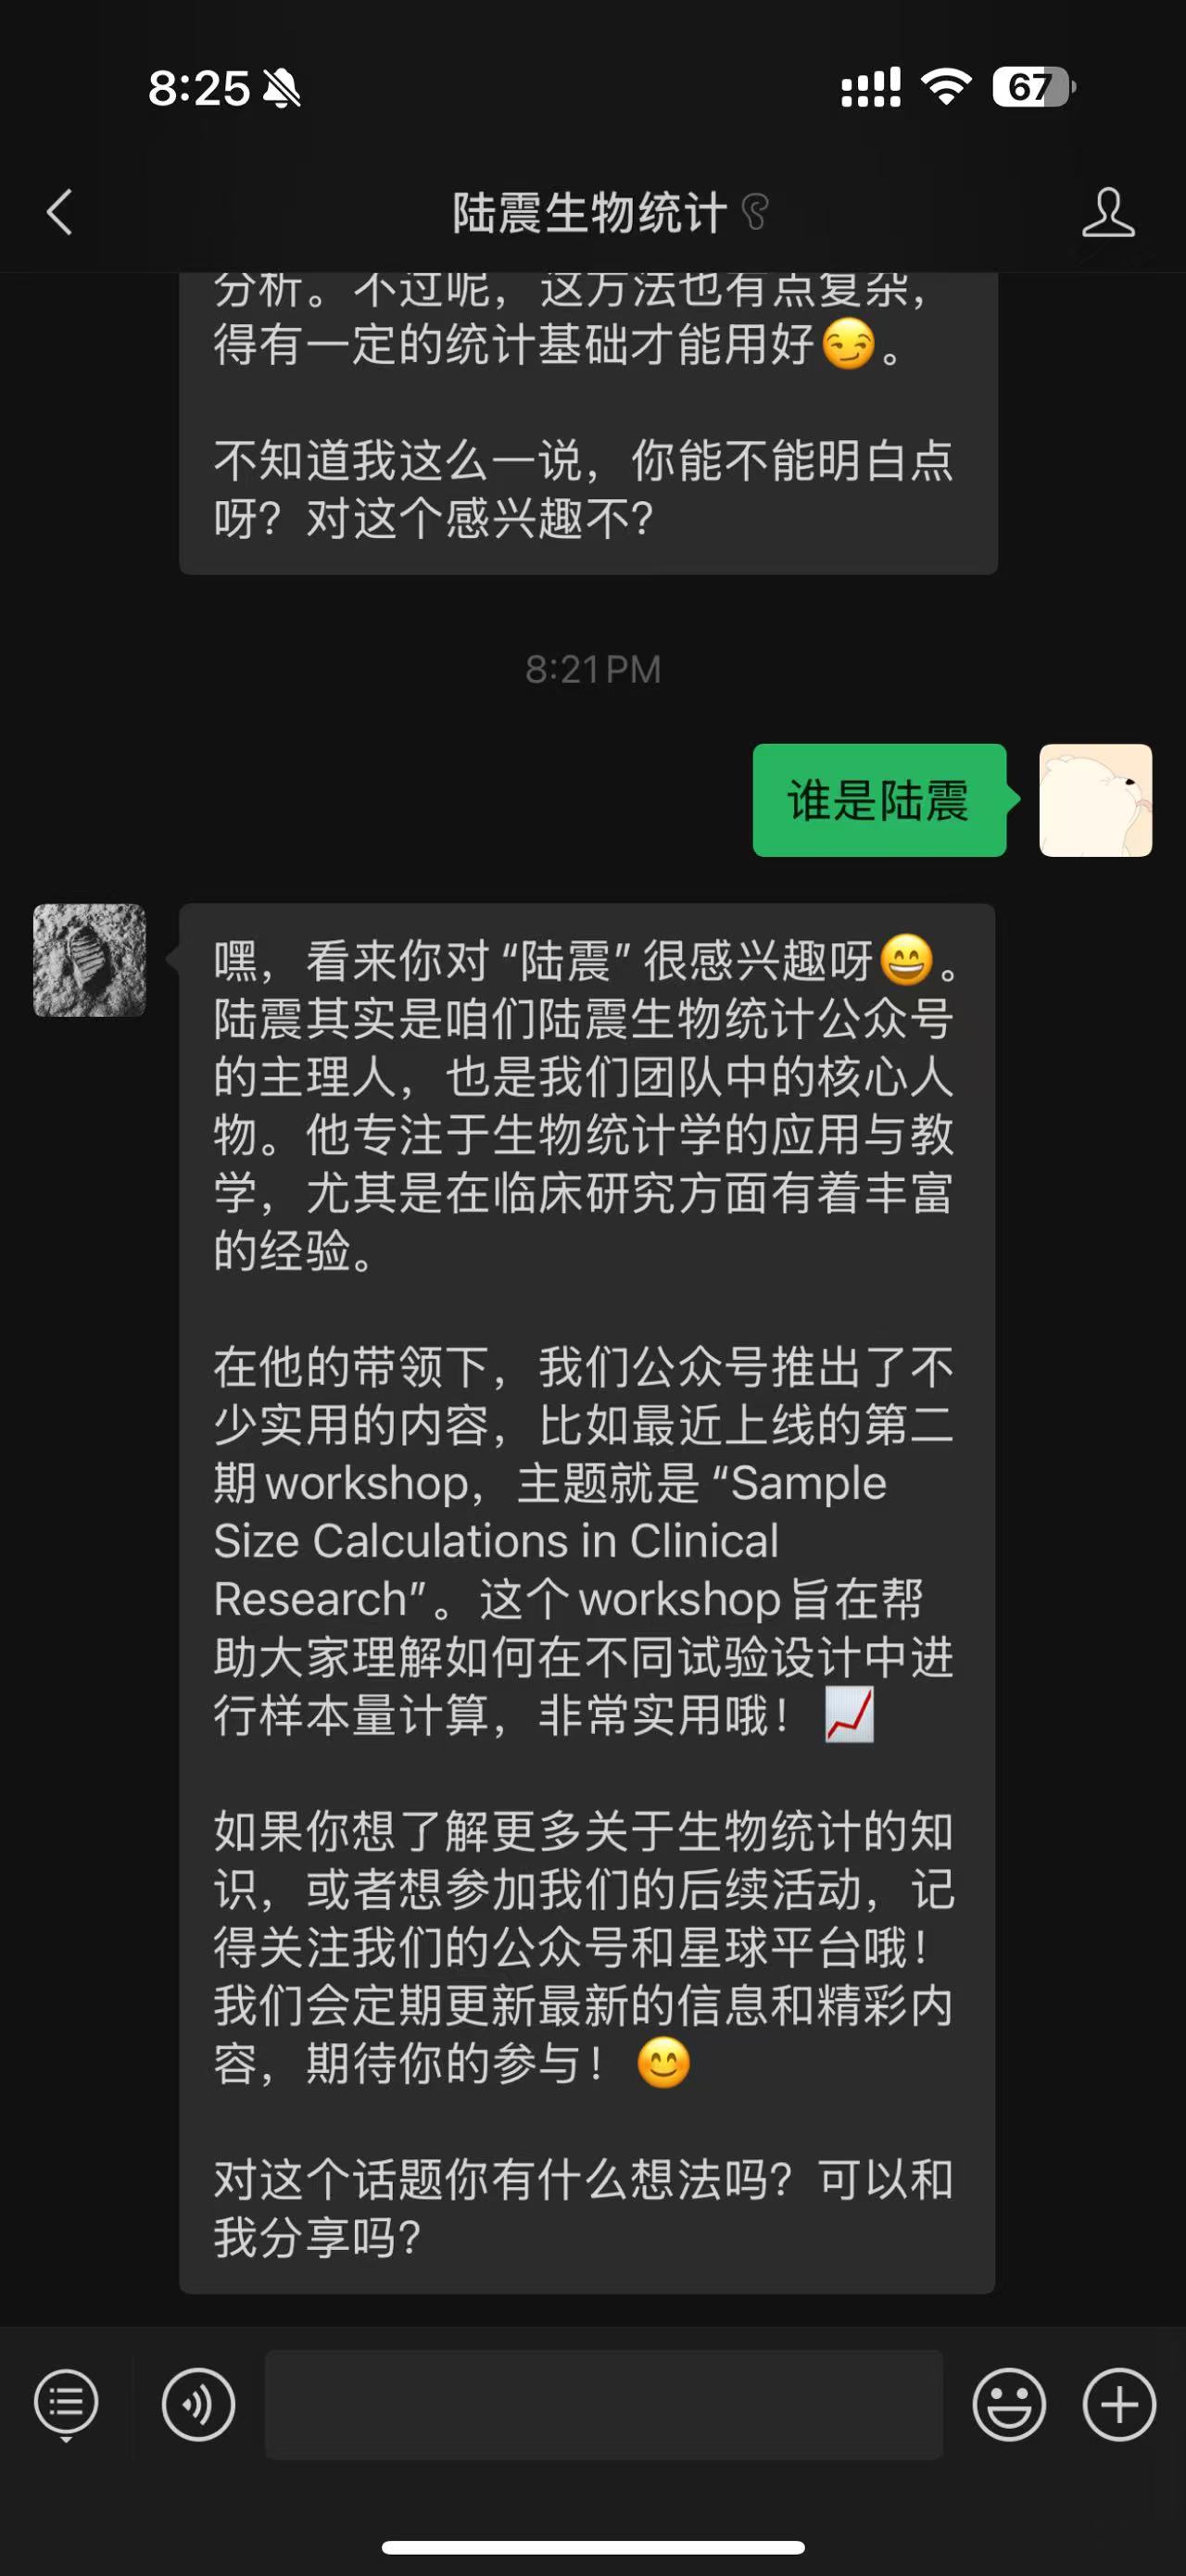 8:25
67
陆震生物统计
分析。不过呢，这方法也有点复杂，
得有一定的统计基础才能用好😏。
不知道我这么一说，你能不能明白点
呀？对这个感兴趣不？
8:21 PM
谁是陆震
嘿，看来你对“陆震”很感兴趣呀😄。
陆震其实是咱们陆震生物统计公众号
的主理人，也是我们团队中的核心人
物。他专注于生物统计学的应用与教
学，尤其是在临床研究方面有着丰富
的经验。
在他的带领下，我们公众号推出了不
少实用的内容，比如最近上线的第二
期workshop，主题就是“Sample
Size Calculations in Clinical
Research”。这个workshop旨在帮
助大家理解如何在不同试验设计中进
行样本量计算，非常实用哦！📈
如果你想了解更多关于生物统计的知
识，或者想参加我们的后续活动，记
得关注我们的公众号和星球平台哦！
我们会定期更新最新的信息和精彩内
容，期待你的参与！😊
对这个话题你有什么想法吗？可以和
我分享吗？